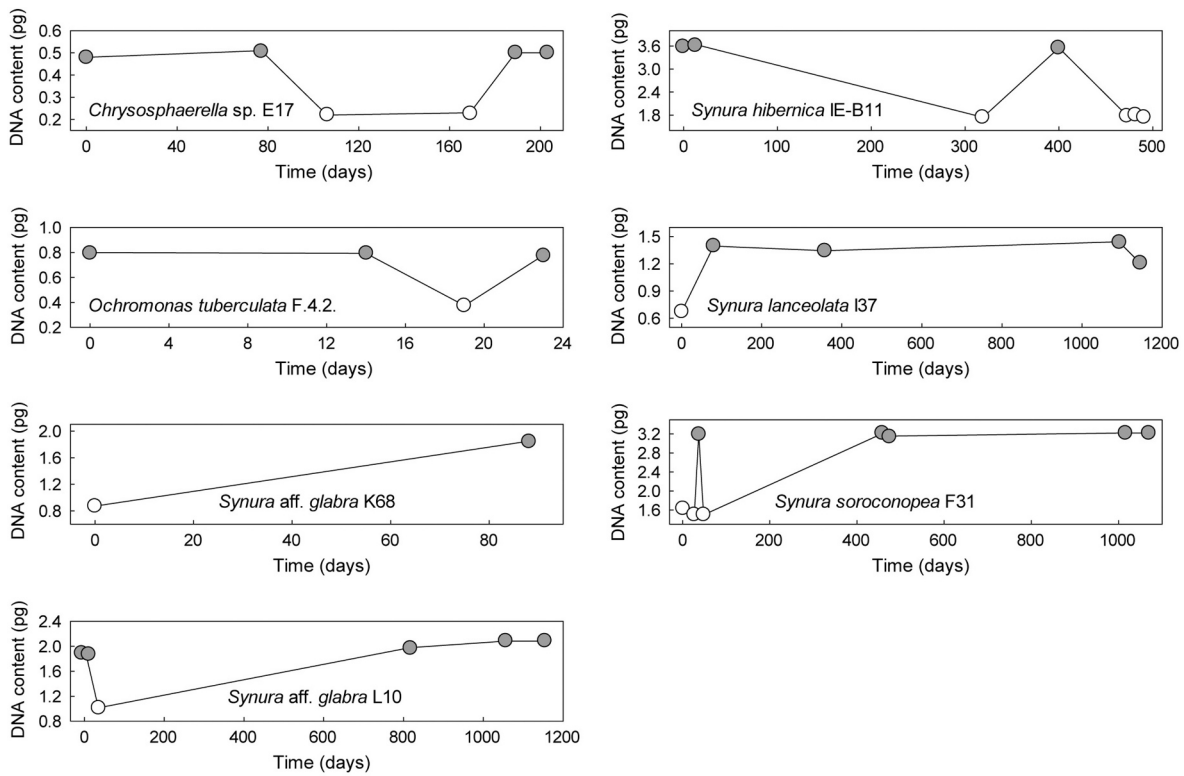 DNA content (pg)
0.6
0.5
0.4
0.3
0.2
Chrysosphaerella sp. E17
0 40 80 120 160 200
Time (days)
DNA content (pg)
3.6
3.0
2.4
1.8
Synura hibernica IE-B11
0 100 200 300 400 500
Time (days)
DNA content (pg)
1.0
0.8
0.6
0.4
0.2
Ochromonas tuberculata F.4.2.
0 4 8 12 16 20 24
Time (days)
DNA content (pg)
1.5
1.2
0.9
0.6
Synura lanceolata I37
0 200 400 600 800 1000 1200
Time (days)
DNA content (pg)
2.0
1.6
1.2
0.8
Synura aff. glabra K68
0 20 40 60 80
Time (days)
DNA content (pg)
3.2
2.8
2.4
2.0
1.6
Synura soroconopea F31
0 200 400 600 800 1000
Time (days)
DNA content (pg)
2.4
2.0
1.6
1.2
0.8
Synura aff. glabra L10
0 200 400 600 800 1000 1200
Time (days)